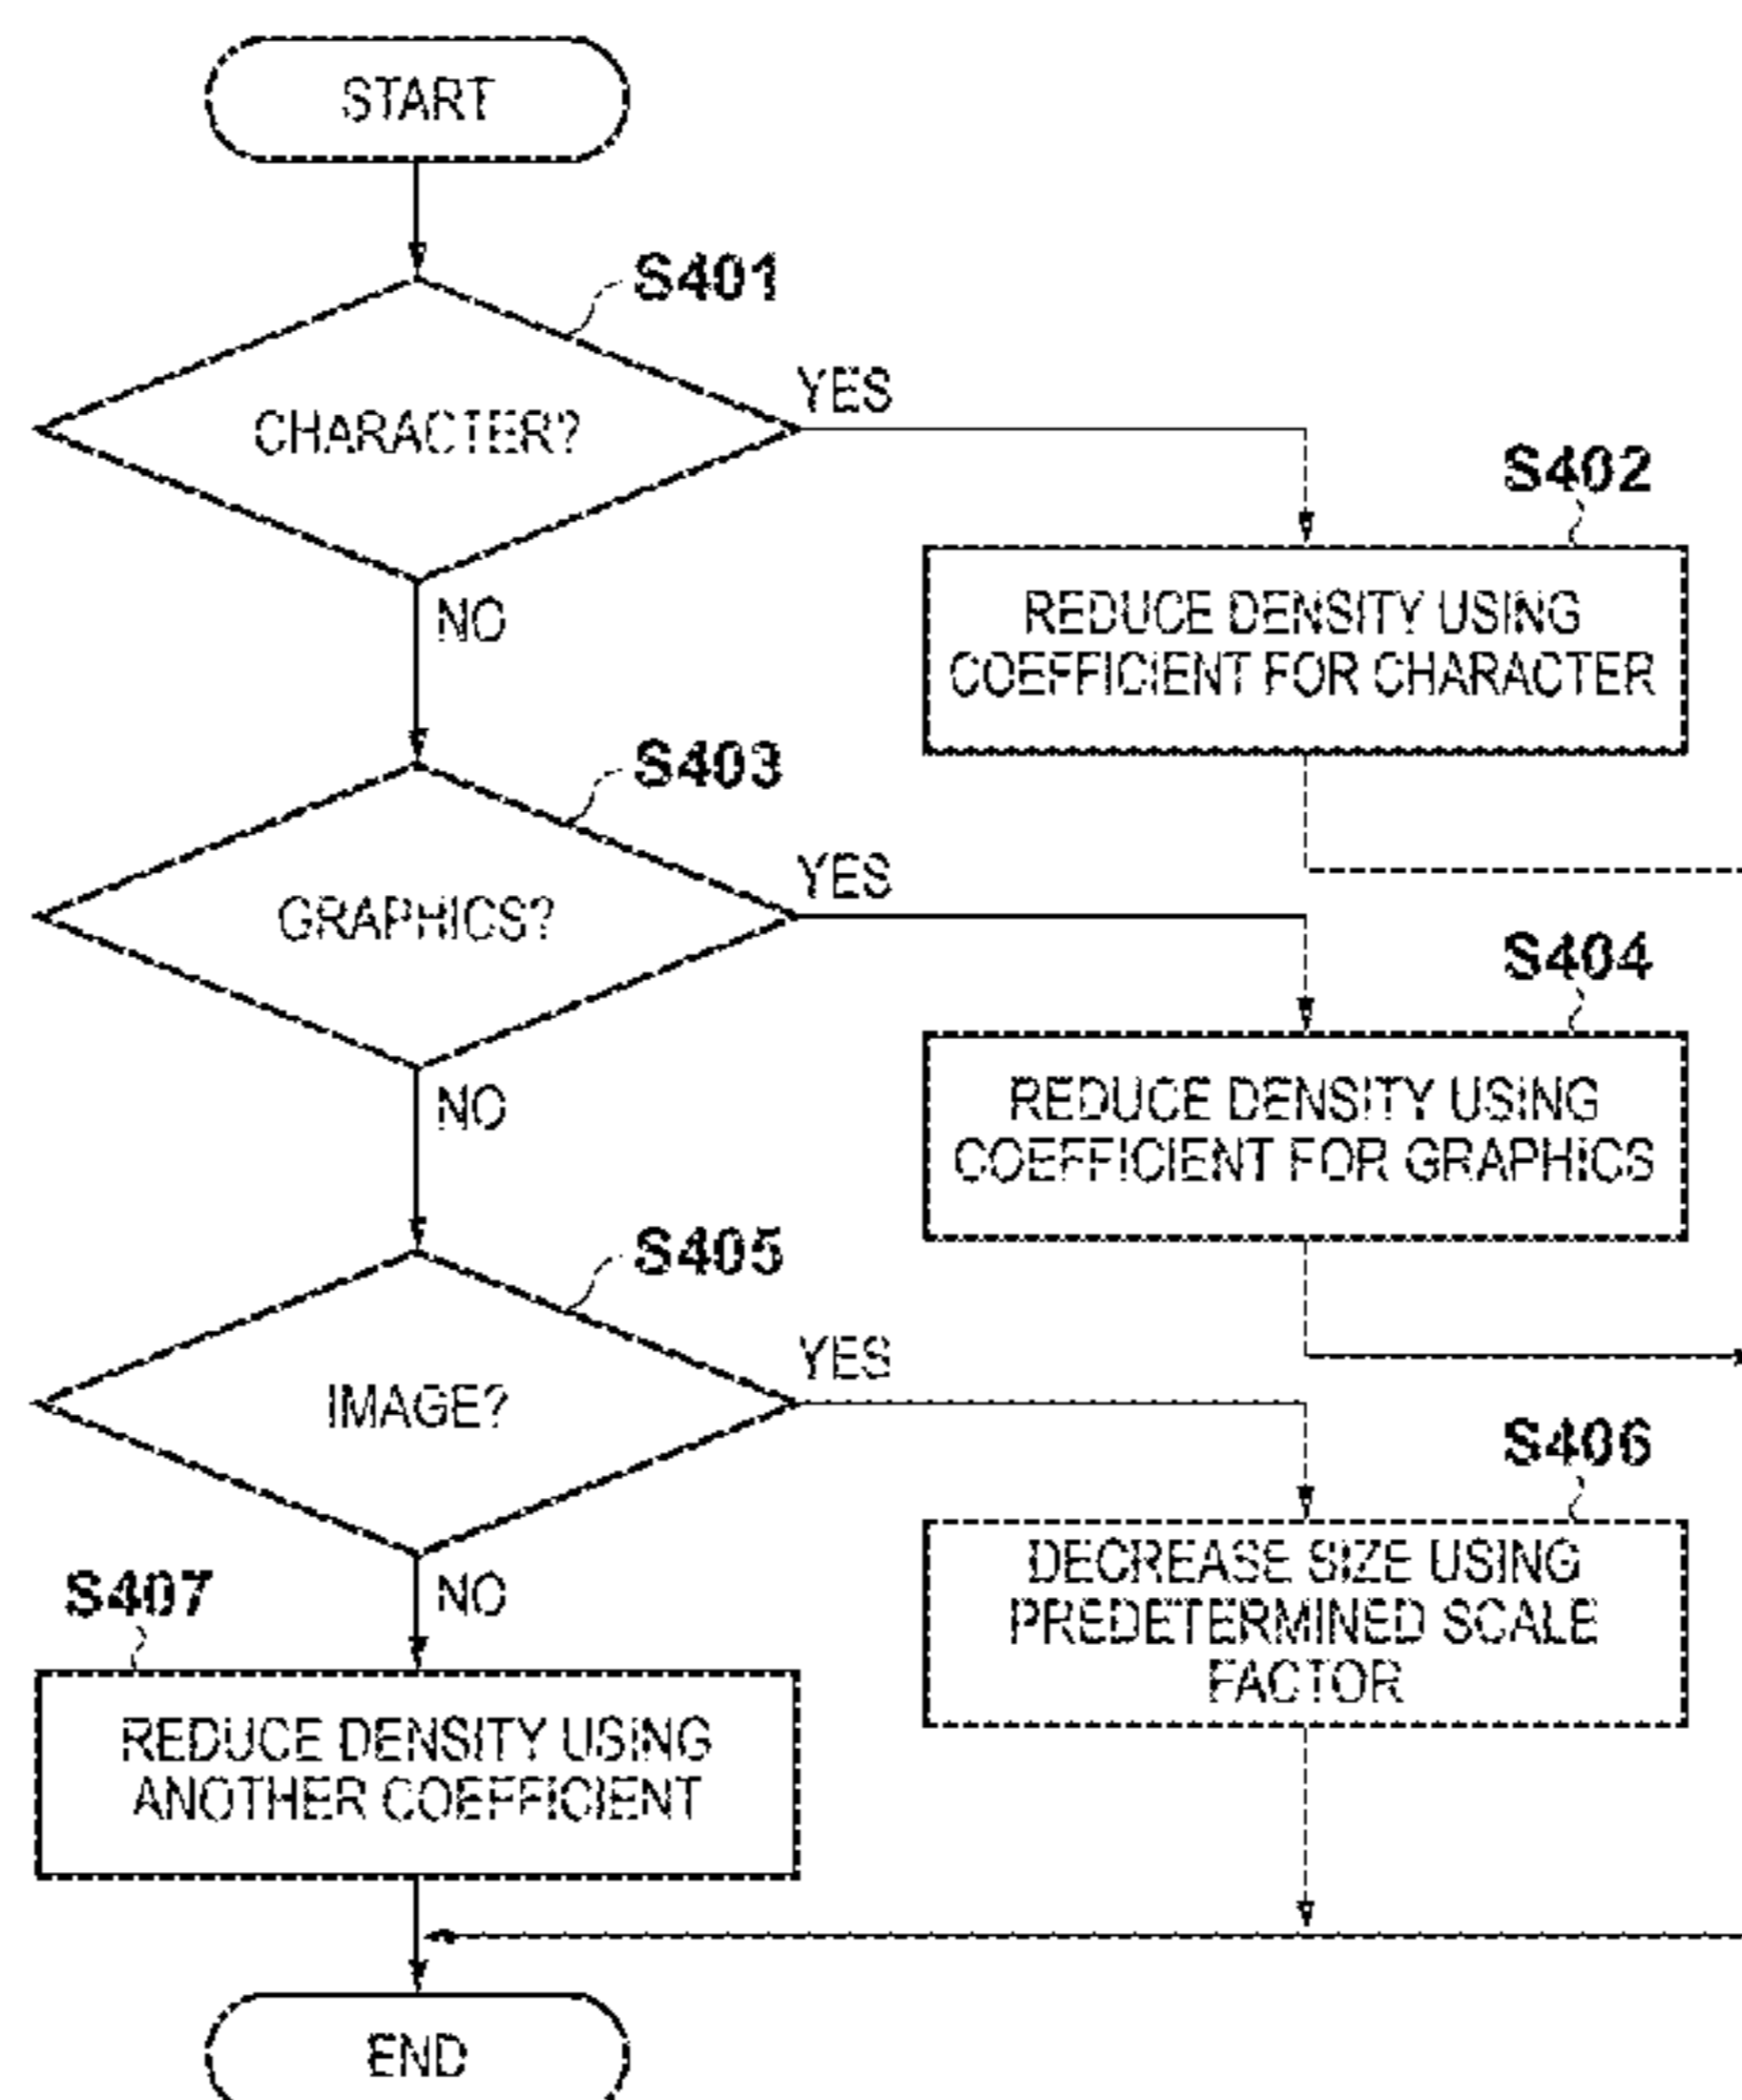 START
S401
CHARACTER?
YES
S402
REDUCE DENSITY USING
COEFFICIENT FOR CHARACTER
NO
S403
GRAPHICS?
YES
S404
REDUCE DENSITY USING
COEFFICIENT FOR GRAPHICS
NO
S405
IMAGE?
YES
S406
DECREASE SIZE USING
PREDETERMINED SCALE
FACTOR
NO
S407
REDUCE DENSITY USING
ANOTHER COEFFICIENT
END